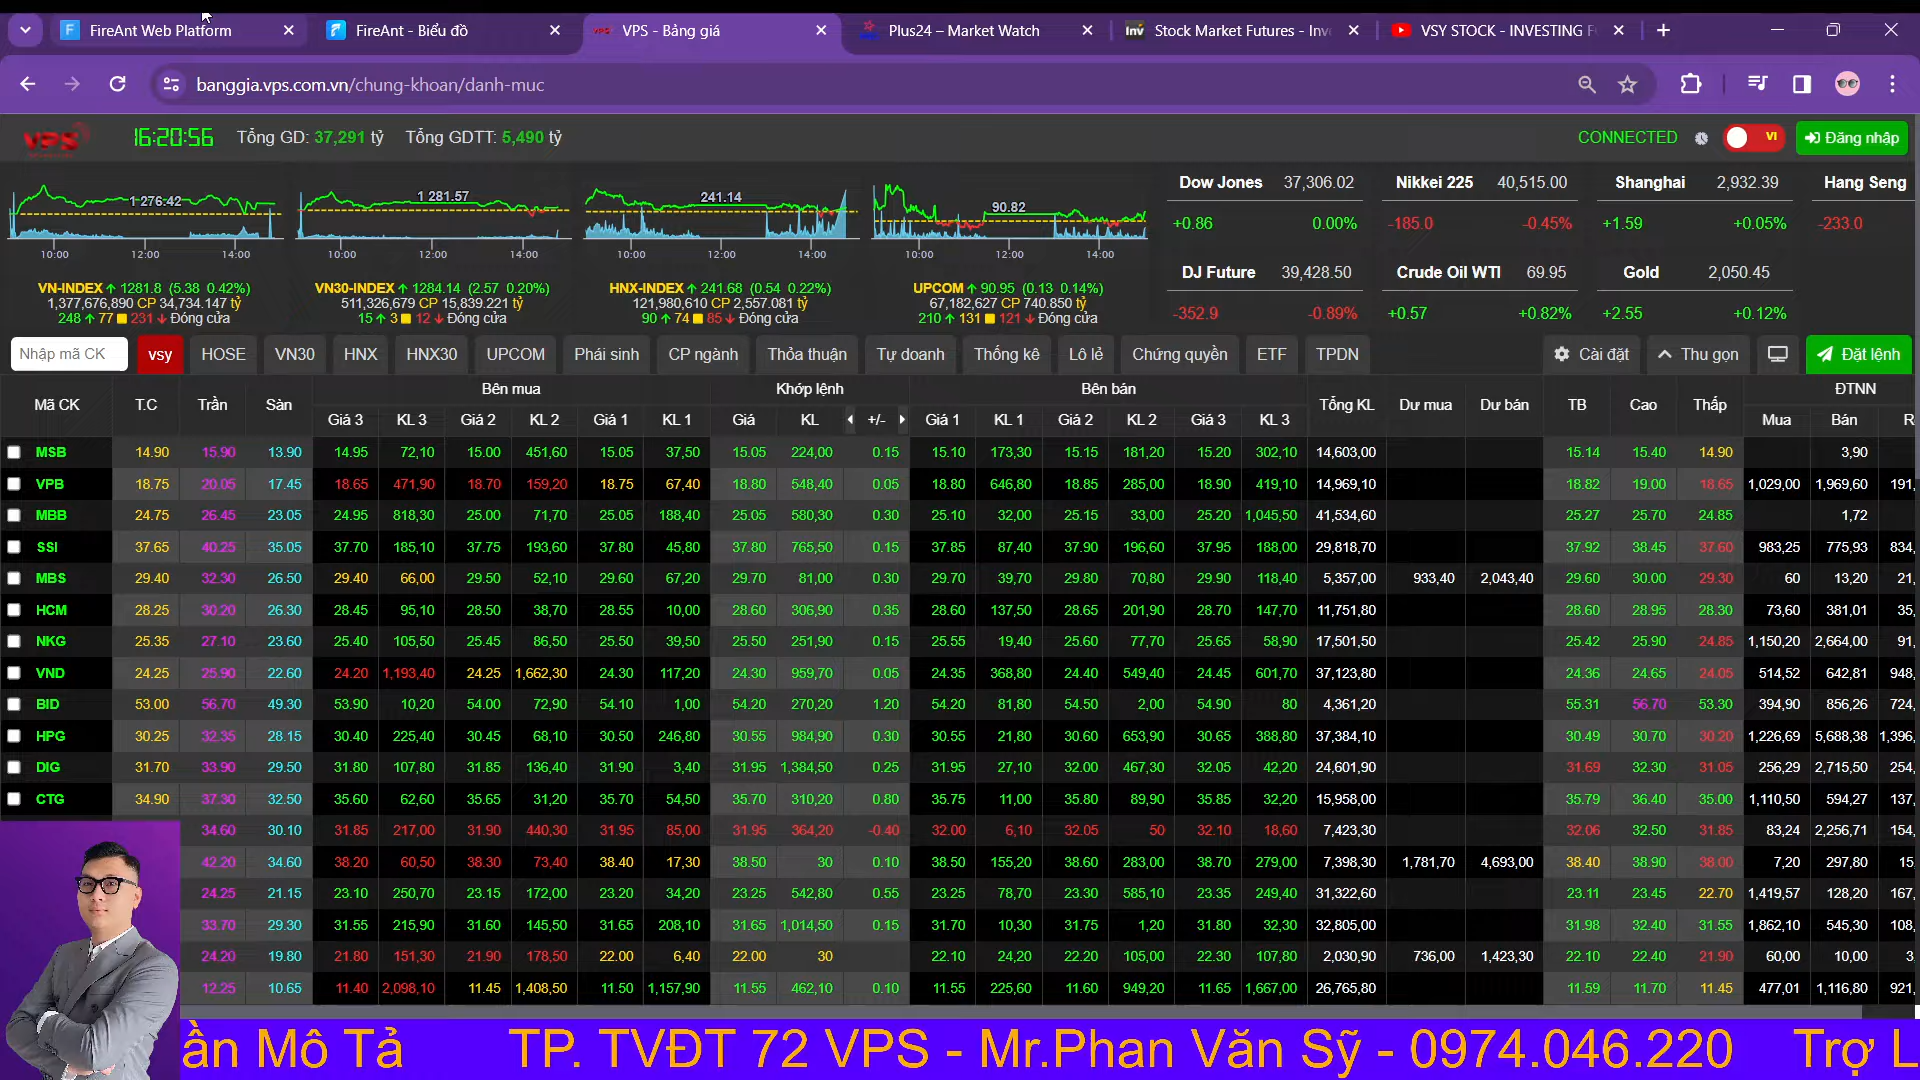 FireAnt Web Platform
FireAnt - Biểu đồ
VPS - Bảng giá
Plus24 – Market Watch
Stock Market Futures - Inv
VSY STOCK - INVESTING F
banggia.vps.com.vn/chung-khoan/danh-muc
VPS 16:20:56 Tổng GD: 37,291 tỷ Tổng GDTT: 5,490 tỷ CONNECTED VI Đăng nhập
1 276.42 1 281.57 241.14 90.82
10:00 12:00 14:00 10:00 12:00 14:00 10:00 12:00 14:00 10:00 12:00 14:00
VN-INDEX 1281.8 (5.38 0.42%)
1,377,676,890 CP 34,734.147 tỷ
248 77 231 Đóng cửa
VN30-INDEX 1284.14 (2.57 0.20%)
511,326,679 CP 15,839.221 tỷ
15 3 12 Đóng cửa
HNX-INDEX 241.68 (0.54 0.22%)
121,980,610 CP 2,557.081 tỷ
90 74 85 Đóng cửa
UPCOM 90.95 (0.13 0.14%)
67,182,627 CP 740.850 tỷ
210 131 121 Đóng cửa
Dow Jones 37,306.02 Nikkei 225 40,515.00 Shanghai 2,932.39 Hang Seng
+0.86 0.00% -185.0 -0.45% +1.59 +0.05% -233.0
DJ Future 39,428.50 Crude Oil WTI 69.95 Gold 2,050.45
-352.9 -0.89% +0.57 +0.82% +2.55 +0.12%
Nhập mã CK vsy HOSE VN30 HNX HNX30 UPCOM Phái sinh CP ngành Thỏa thuận Tự doanh Thống kê Lô lẻ Chứng quyền ETF TPDN Cài đặt Thu gọn Đặt lệnh
Mã CK T.C Trần Sàn Bên mua Khớp lệnh Bên bán Tổng KL Dư mua Dư bán TB Cao Thấp ĐTNN
Giá 3 KL 3 Giá 2 KL 2 Giá 1 KL 1 Giá KL +/- Giá 1 KL 1 Giá 2 KL 2 Giá 3 KL 3 Mua Bán R
MSB 14.90 15.90 13.90 14.95 72,10 15.00 451,60 15.05 37,50 15.05 224,00 0.15 15.10 173,30 15.15 181,20 15.20 302,10 14,603,00 15.14 15.40 14.90 3,90
VPB 18.75 20.05 17.45 18.65 471,90 18.70 159,20 18.75 67,40 18.80 548,40 0.05 18.80 646,80 18.85 285,00 18.90 419,10 14,969,10 18.82 19.00 18.65 1,029,00 1,969,60 191,
MBB 24.75 26.45 23.05 24.95 818,30 25.00 71,70 25.05 188,40 25.05 580,30 0.30 25.10 32,00 25.15 33,00 25.20 1,045,50 41,534,60 25.27 25.70 24.85 1,72
SSI 37.65 40.25 35.05 37.70 185,10 37.75 193,60 37.80 45,80 37.80 765,50 0.15 37.85 87,40 37.90 196,60 37.95 188,00 29,818,70 37.92 38.45 37.60 983,25 775,93 834,
MBS 29.40 32.30 26.50 29.40 66,00 29.50 52,10 29.60 67,20 29.70 81,00 0.30 29.70 39,70 29.80 70,80 29.90 118,40 5,357,00 933,40 2,043,40 29.60 30.00 29.30 60 13,20 21,
HCM 28.25 30.20 26.30 28.45 95,10 28.50 38,70 28.55 10,00 28.60 306,90 0.35 28.60 137,50 28.65 201,90 28.70 147,70 11,751,80 28.60 28.95 28.30 73,60 381,01 35,
NKG 25.35 27.10 23.60 25.40 105,50 25.45 86,50 25.50 39,50 25.50 251,90 0.15 25.55 19,40 25.60 77,70 25.65 58,90 17,501,50 25.42 25.90 24.85 1,150,20 2,664,00 91,
VND 24.25 25.90 22.60 24.20 1,193,40 24.25 1,662,30 24.30 117,20 24.30 959,70 0.05 24.35 368,80 24.40 549,40 24.45 601,70 37,123,80 24.36 24.65 24.05 514,52 642,81 948,
BID 53.00 56.70 49.30 53.90 10,20 54.00 72,90 54.10 1,00 54.20 270,20 1.20 54.20 81,80 54.50 2,00 54.90 80 4,361,20 55.31 56.70 53.30 394,90 856,26 724,
HPG 30.25 32.35 28.15 30.40 225,40 30.45 68,10 30.50 246,80 30.55 984,90 0.30 30.55 21,80 30.60 653,90 30.65 388,80 37,384,10 30.49 30.70 30.20 1,226,69 5,688,38 1,396,
DIG 31.70 33.90 29.50 31.80 107,80 31.85 136,40 31.90 3,40 31.95 1,384,50 0.25 31.95 27,10 32.00 467,30 32.05 42,20 24,601,90 31.69 32.30 31.05 256,29 2,715,50 254,
CTG 34.90 37.30 32.50 35.60 62,60 35.65 31,20 35.70 54,50 35.70 310,20 0.80 35.75 11,00 35.80 89,90 35.85 32,20 15,958,00 35.79 36.40 35.00 1,110,50 594,27 137,
34.60 30.10 31.85 217,00 31.90 440,30 31.95 85,00 31.95 364,20 -0.40 32.00 6,10 32.05 50 32.10 18,60 7,423,30 32.06 32.50 31.85 83,24 2,256,71 154,
42.20 34.60 38.20 60,50 38.30 73,40 38.40 17,30 38.50 30 0.10 38.50 155,20 38.60 283,00 38.70 279,00 7,398,30 1,781,70 4,693,00 38.40 38.90 38.00 7,20 297,80 15,
24.25 21.15 23.10 250,70 23.15 172,00 23.20 34,20 23.25 542,80 0.55 23.25 78,70 23.30 585,10 23.35 249,40 31,322,60 23.11 23.45 22.70 1,419,57 128,20 167,
33.70 29.30 31.55 215,90 31.60 145,50 31.65 208,10 31.65 1,014,50 0.15 31.70 10,30 31.75 1,20 31.80 32,30 32,805,00 31.98 32.40 31.55 1,862,10 545,30 108,
24.20 19.80 21.80 151,30 21.90 178,50 22.00 6,40 22.00 30 22.10 24,20 22.20 105,00 22.30 107,80 2,030,90 736,00 1,423,30 22.10 22.40 21.90 60,00 10,00 3,
12.25 10.65 11.40 2,098,10 11.45 1,408,50 11.50 1,157,90 11.55 462,10 0.10 11.55 225,60 11.60 949,20 11.65 1,667,00 26,765,80 11.59 11.70 11.45 477,01 1,116,80 921,
ần Mô Tả TP. TVĐT 72 VPS - Mr.Phan Văn Sỹ - 0974.046.220 Trợ L